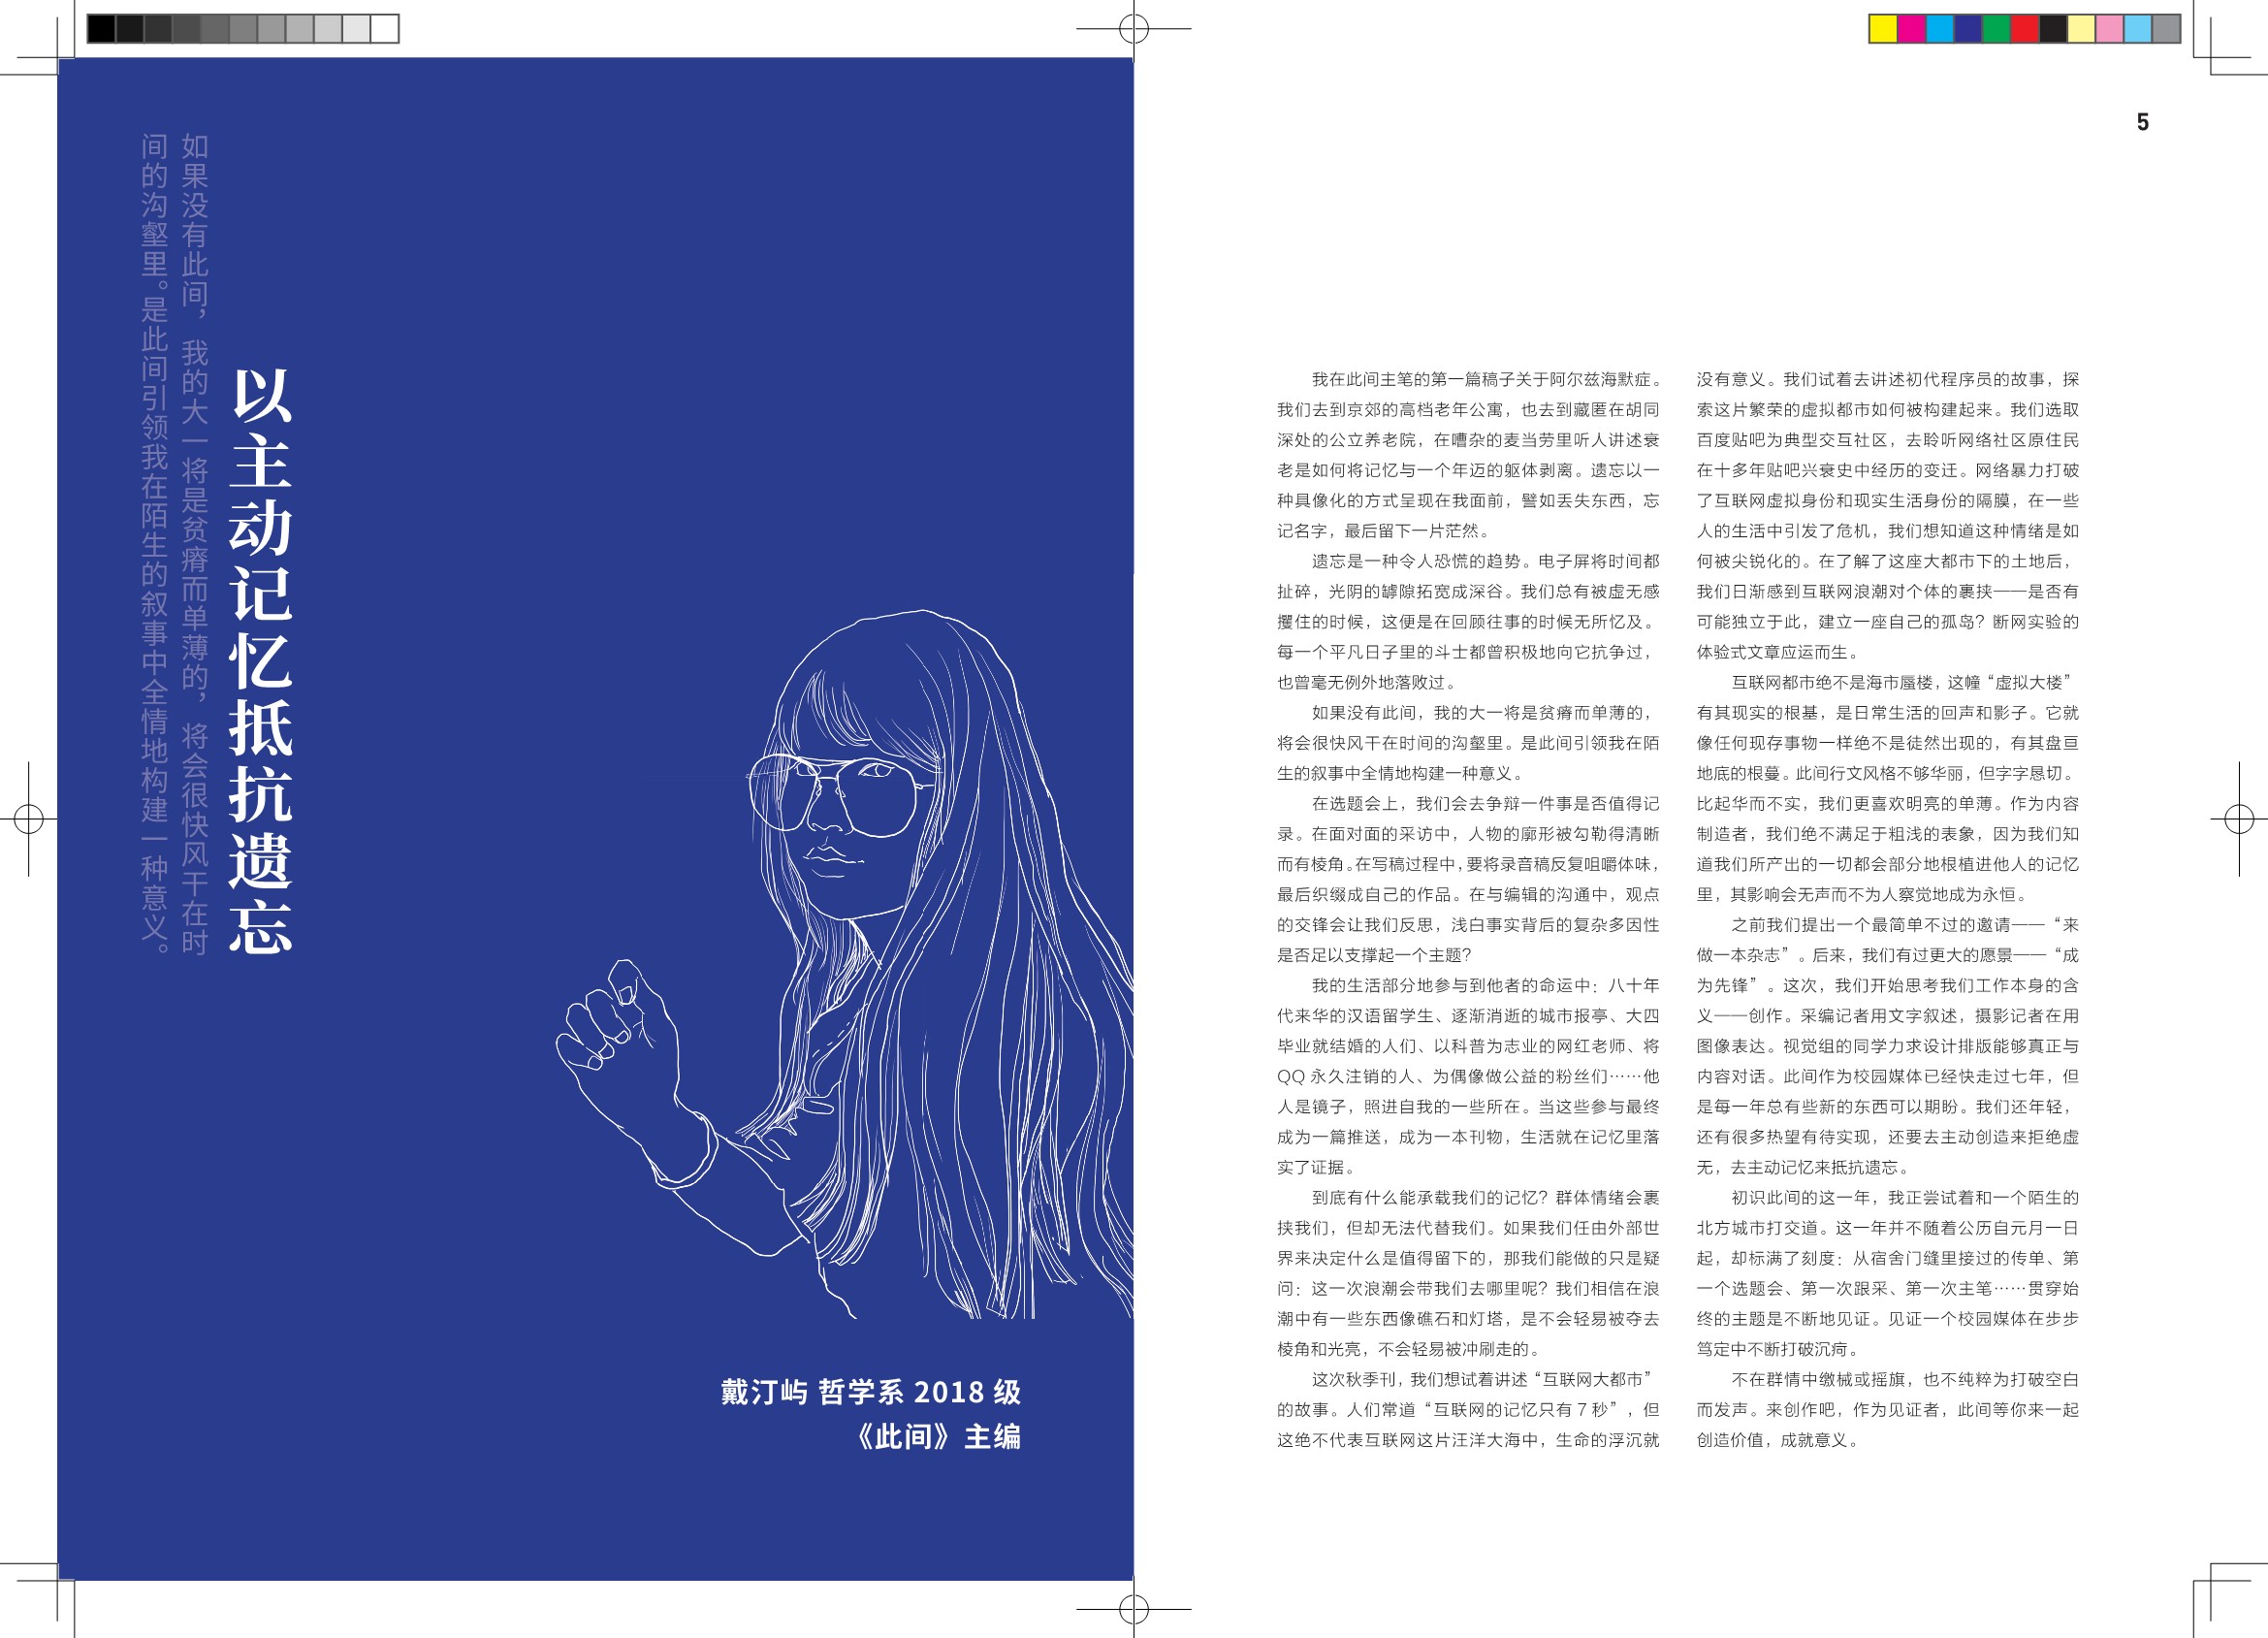 如果没有此间，我的大一将是贫瘠而单薄的，将会很快风干在时
间的沟壑里。是此间引领我在陌生的叙事中全情地构建一种意义。
以主动记忆抵抗遗忘
戴汀屿 哲学系 2018 级
《此间》主编
5
我在此间主笔的第一篇稿子关于阿尔兹海默症。
我们去到京郊的高档老年公寓，也去到藏匿在胡同
深处的公立养老院，在嘈杂的麦当劳里听人讲述衰
老是如何将记忆与一个年迈的躯体剥离。遗忘以一
种具像化的方式呈现在我面前，譬如丢失东西，忘
记名字，最后留下一片茫然。
遗忘是一种令人恐慌的趋势。电子屏将时间都
扯碎，光阴的罅隙拓宽成深谷。我们总有被虚无感
攫住的时候，这便是在回顾往事的时候无所忆及。
每一个平凡日子里的斗士都曾积极地向它抗争过，
也曾毫无例外地落败过。
如果没有此间，我的大一将是贫瘠而单薄的，
将会很快风干在时间的沟壑里。是此间引领我在陌
生的叙事中全情地构建一种意义。
在选题会上，我们会去争辩一件事是否值得记
录。在面对面的采访中，人物的廓形被勾勒得清晰
而有棱角。在写稿过程中，要将录音稿反复咀嚼体味，
最后织缀成自己的作品。在与编辑的沟通中，观点
的交锋会让我们反思，浅白事实背后的复杂多因性
是否足以支撑起一个主题？
我的生活部分地参与到他者的命运中：八十年
代来华的汉语留学生、逐渐消逝的城市报亭、大四
毕业就结婚的人们、以科普为志业的网红老师、将
QQ 永久注销的人、为偶像做公益的粉丝们……他
人是镜子，照进自我的一些所在。当这些参与最终
成为一篇推送，成为一本刊物，生活就在记忆里落
实了证据。
到底有什么能承载我们的记忆？群体情绪会裹
挟我们，但却无法代替我们。如果我们任由外部世
界来决定什么是值得留下的，那我们能做的只是疑
问：这一次浪潮会带我们去哪里呢？我们相信在浪
潮中有一些东西像礁石和灯塔，是不会轻易被夺去
棱角和光亮，不会轻易被冲刷走的。
这次秋季刊，我们想试着讲述“互联网大都市”
的故事。人们常道“互联网的记忆只有 7 秒”，但
这绝不代表互联网这片汪洋大海中，生命的浮沉就
没有意义。我们试着去讲述初代程序员的故事，探
索这片繁荣的虚拟都市如何被构建起来。我们选取
百度贴吧为典型交互社区，去聆听网络社区原住民
在十多年贴吧兴衰史中经历的变迁。网络暴力打破
了互联网虚拟身份和现实生活身份的隔膜，在一些
人的生活中引发了危机，我们想知道这种情绪是如
何被尖锐化的。在了解了这座大都市下的土地后，
我们日渐感到互联网浪潮对个体的裹挟——是否有
可能独立于此，建立一座自己的孤岛？断网实验的
体验式文章应运而生。
互联网都市绝不是海市蜃楼，这幢“虚拟大楼”
有其现实的根基，是日常生活的回声和影子。它就
像任何现存事物一样绝不是徒然出现的，有其盘亘
地底的根蔓。此间行文风格不够华丽，但字字恳切。
比起华而不实，我们更喜欢明亮的单薄。作为内容
制造者，我们绝不满足于粗浅的表象，因为我们知
道我们所产出的一切都会部分地根植进他人的记忆
里，其影响会无声而不为人察觉地成为永恒。
之前我们提出一个最简单不过的邀请——“来
做一本杂志”。后来，我们有过更大的愿景——“成
为先锋”。这次，我们开始思考我们工作本身的含
义——创作。采编记者用文字叙述，摄影记者在用
图像表达。视觉组的同学力求设计排版能够真正与
内容对话。此间作为校园媒体已经快走过七年，但
是每一年总有些新的东西可以期盼。我们还年轻，
还有很多热望有待实现，还要去主动创造来拒绝虚
无，去主动记忆来抵抗遗忘。
初识此间的这一年，我正尝试着和一个陌生的
北方城市打交道。这一年并不随着公历自元月一日
起，却标满了刻度：从宿舍门缝里接过的传单、第
一个选题会、第一次跟采、第一次主笔……贯穿始
终的主题是不断地见证。见证一个校园媒体在步步
笃定中不断打破沉疴。
不在群情中缴械或摇旗，也不纯粹为打破空白
而发声。来创作吧，作为见证者，此间等你来一起
创造价值，成就意义。